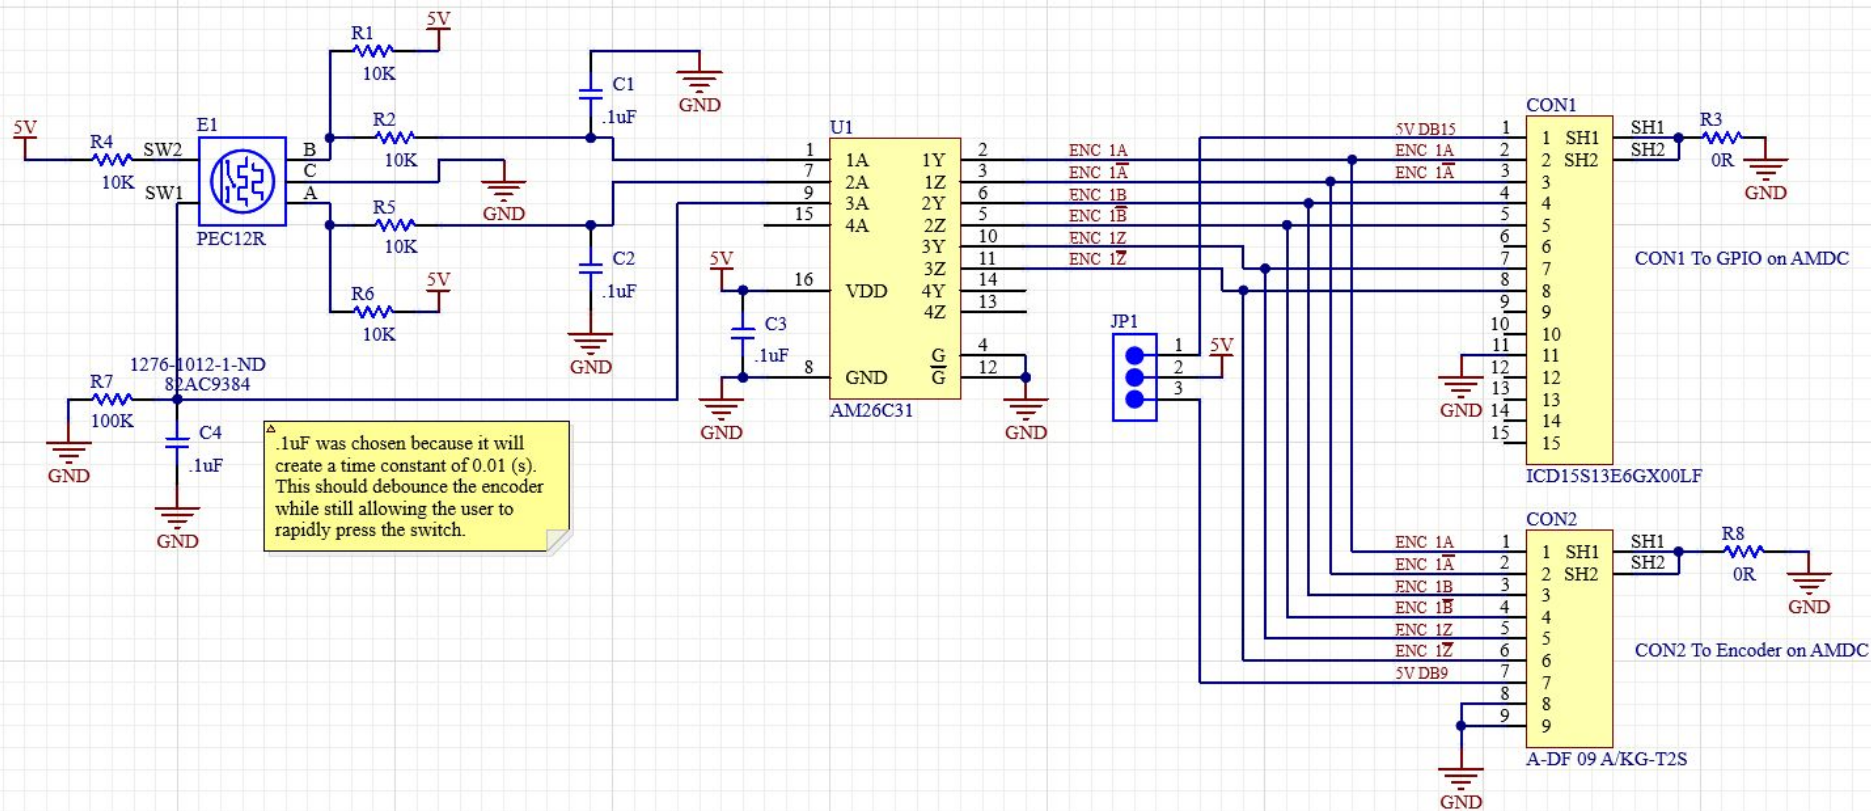 R1
5V
10K
R2
10K
C1
.1uF
GND
5V
R4
10K
SW2
SW1
E1
PEC12R
B
C
A
GND
R5
10K
C2
.1uF
GND
R6
5V
10K
1276-1012-1-ND
82AC9384
R7
100K
GND
C4
.1uF
GND
.1uF was chosen because it will
create a time constant of 0.01 (s).
This should debounce the encoder
while still allowing the user to
rapidly press the switch.
5V
C3
.1uF
GND
U1
1 1A 1Y 2
7 2A 1Z 3
9 3A 2Y 6
15 4A 2Z 5
3Y 10
3Z 11
16 VDD 4Y 14
4Z 13
G 4
8 GND G̅ 12
AM26C31
GND
ENC 1A
ENC 1A̅
ENC 1B
ENC 1B̅
ENC 1Z
ENC 1Z̅
JP1
1
2
3
5V
5V DB15
ENC 1A
ENC 1A̅
CON1
1 1 SH1 SH1
2 2 SH2 SH2
3 3
4 4
5 5
6 6
7 7
8 8
9 9
10 10
11 11
12 12
13 13
14 14
15 15
GND
ICD15S13E6GX00LF
R3
0R
GND
CON1 To GPIO on AMDC
CON2
ENC 1A 1 1 SH1 SH1
ENC 1A̅ 2 2 SH2 SH2
ENC 1B 3 3
ENC 1B̅ 4 4
ENC 1Z 5 5
ENC 1Z̅ 6 6
5V DB9 7 7
8 8
9 9
GND
A-DF 09 A/KG-T2S
R8
0R
GND
CON2 To Encoder on AMDC